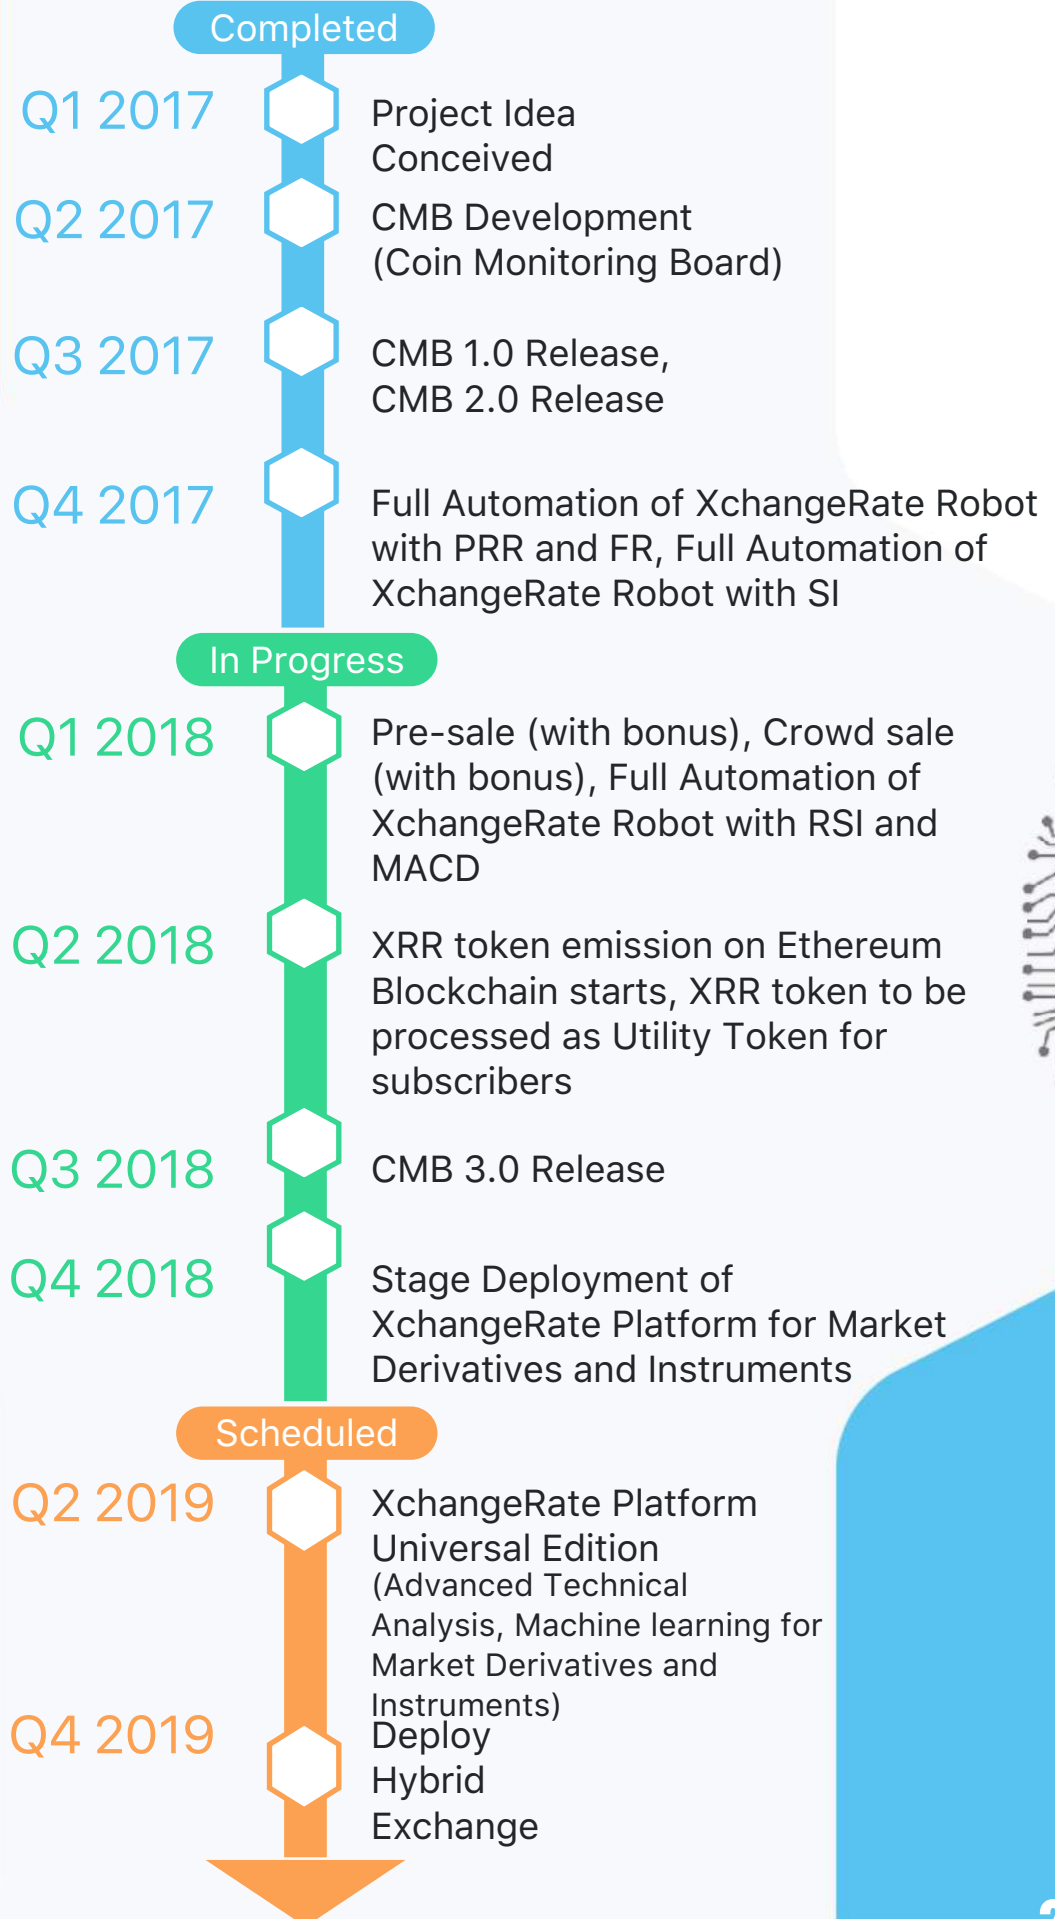 Completed
Q1 2017
Project Idea
Conceived
Q2 2017
CMB Development
(Coin Monitoring Board)
Q3 2017
CMB 1.0 Release,
CMB 2.0 Release
Q4 2017
Full Automation of XchangeRate Robot
with PRR and FR, Full Automation of
XchangeRate Robot with SI
In Progress
Q1 2018
Pre-sale (with bonus), Crowd sale
(with bonus), Full Automation of
XchangeRate Robot with RSI and
MACD
Q2 2018
XRR token emission on Ethereum
Blockchain starts, XRR token to be
processed as Utility Token for
subscribers
Q3 2018
CMB 3.0 Release
Q4 2018
Stage Deployment of
XchangeRate Platform for Market
Derivatives and Instruments
Scheduled
Q2 2019
XchangeRate Platform
Universal Edition
(Advanced Technical
Analysis, Machine learning for
Market Derivatives and
Instruments)
Q4 2019
Deploy
Hybrid
Exchange